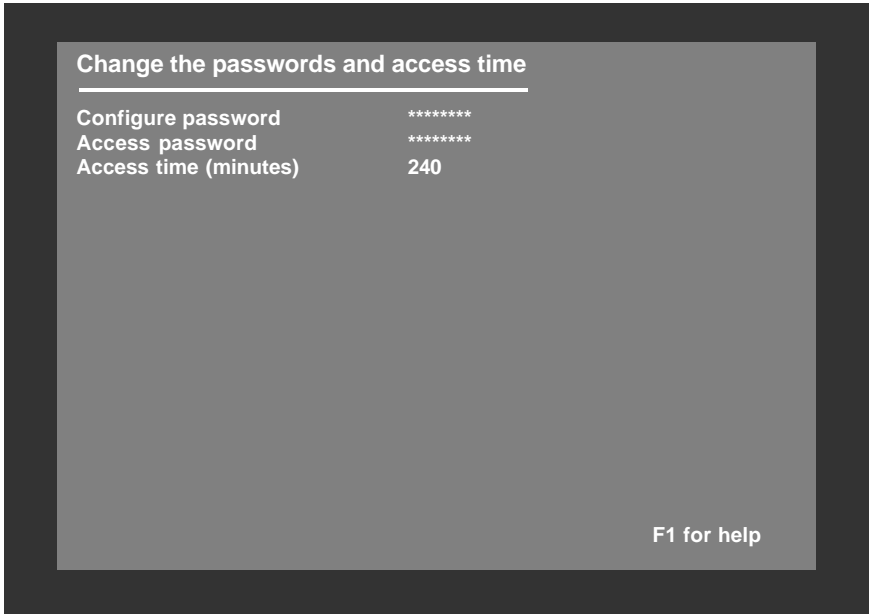 Change the passwords and access time
Configure password ********
Access password ********
Access time (minutes) 240
F1 for help